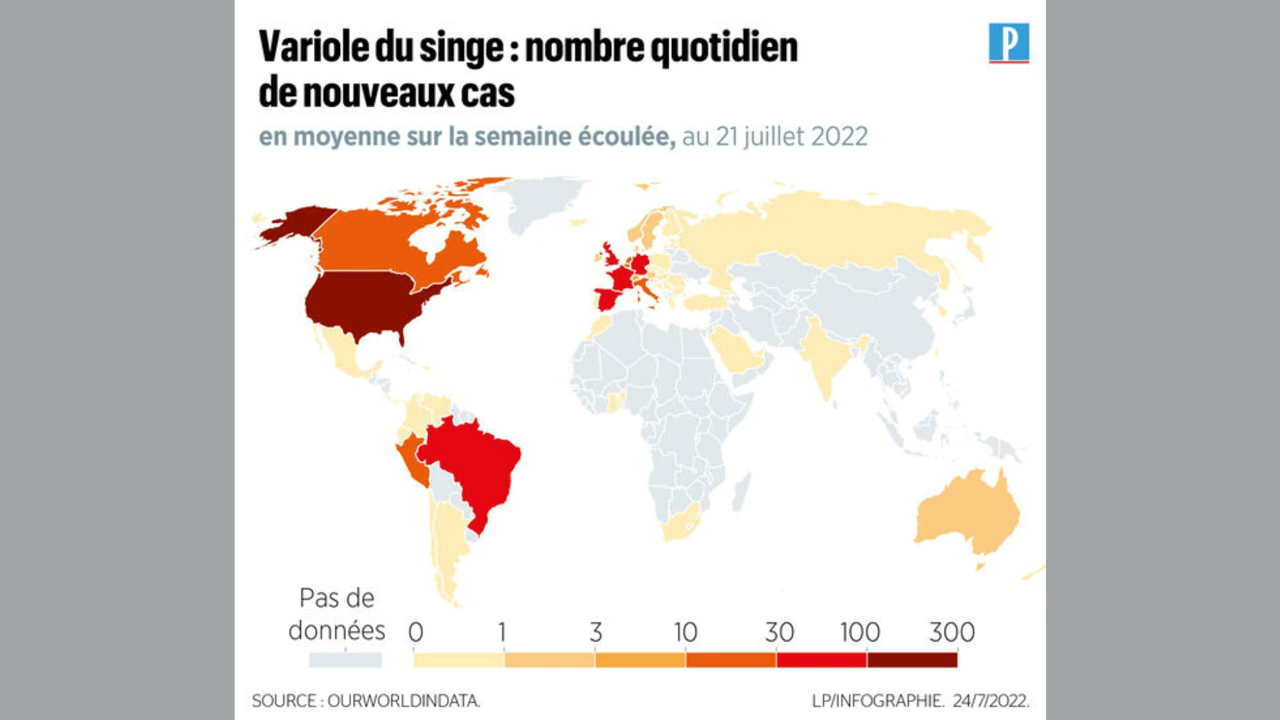 Variole du singe : nombre quotidien
de nouveaux cas
P
en moyenne sur la semaine écoulée, au 21 juillet 2022
Pas de
données
0 1 3 10 30 100 300
SOURCE : OURWORLDINDATA.
LP/INFOGRAPHIE. 24/7/2022.